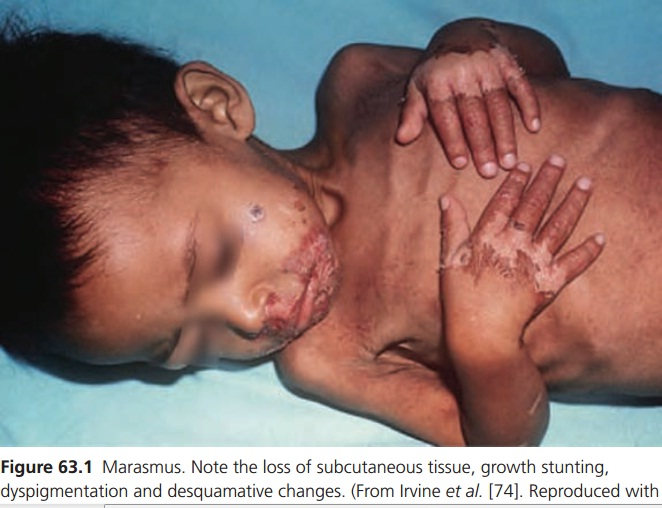 Figure 63.1 Marasmus. Note the loss of subcutaneous tissue, growth stunting,
dyspigmentation and desquamative changes. (From Irvine et al. [74]. Reproduced with